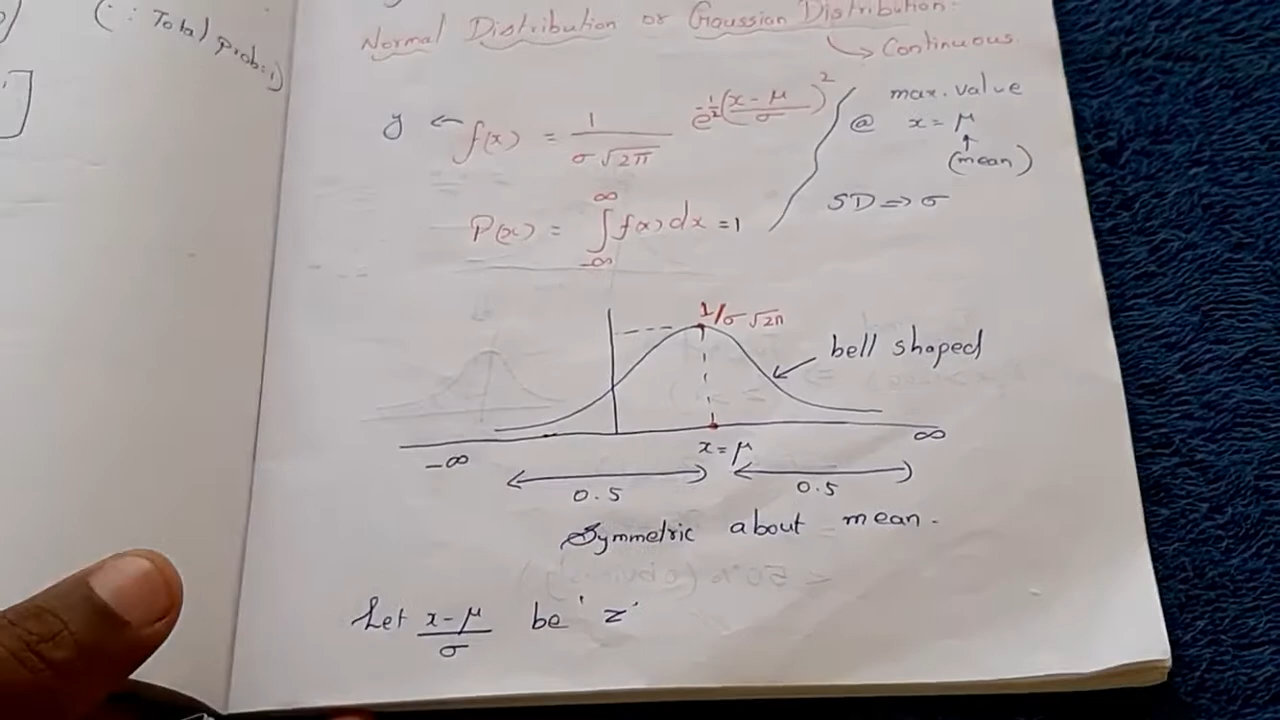 (∵ Total prob=1)
]
Normal Distribution or Gaussian Distribution.
↳ Continuous.
y ← f(x) = 1/σ√2π e^-1/2(x-μ/σ)^2
max. value
@ x = μ
↑
(mean)
SD => σ
P(x) = ∫_-∞^∞ f(x) dx = 1
1/σ√2π
bell shaped
-∞
x = μ
∞
0.5
0.5
Symmetric about mean.
Let x-μ/σ be 'z'